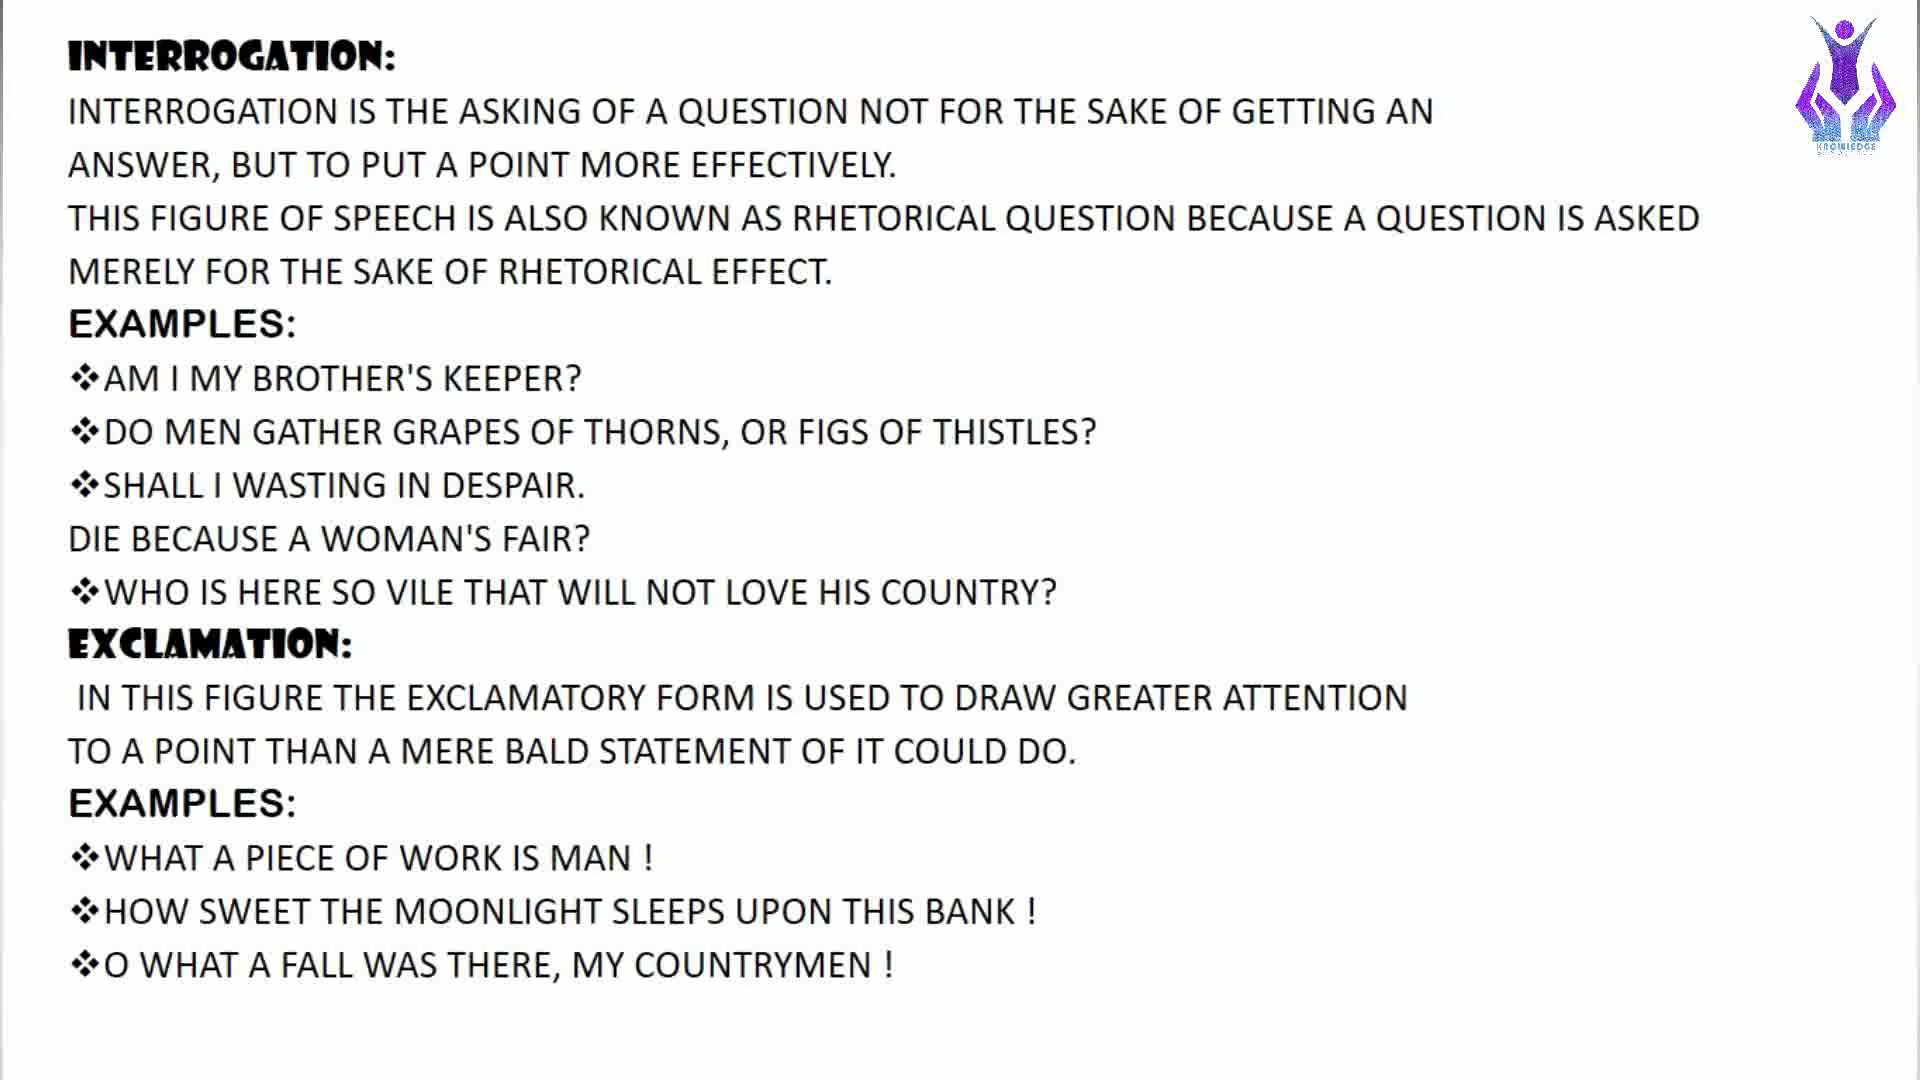 INTERROGATION:
INTERROGATION IS THE ASKING OF A QUESTION NOT FOR THE SAKE OF GETTING AN
ANSWER, BUT TO PUT A POINT MORE EFFECTIVELY.
THIS FIGURE OF SPEECH IS ALSO KNOWN AS RHETORICAL QUESTION BECAUSE A QUESTION IS ASKED
MERELY FOR THE SAKE OF RHETORICAL EFFECT.
EXAMPLES:
❖AM I MY BROTHER'S KEEPER?
❖DO MEN GATHER GRAPES OF THORNS, OR FIGS OF THISTLES?
❖SHALL I WASTING IN DESPAIR.
DIE BECAUSE A WOMAN'S FAIR?
❖WHO IS HERE SO VILE THAT WILL NOT LOVE HIS COUNTRY?
EXCLAMATION:
IN THIS FIGURE THE EXCLAMATORY FORM IS USED TO DRAW GREATER ATTENTION
TO A POINT THAN A MERE BALD STATEMENT OF IT COULD DO.
EXAMPLES:
❖WHAT A PIECE OF WORK IS MAN !
❖HOW SWEET THE MOONLIGHT SLEEPS UPON THIS BANK !
❖O WHAT A FALL WAS THERE, MY COUNTRYMEN !
KNOWLEDGE